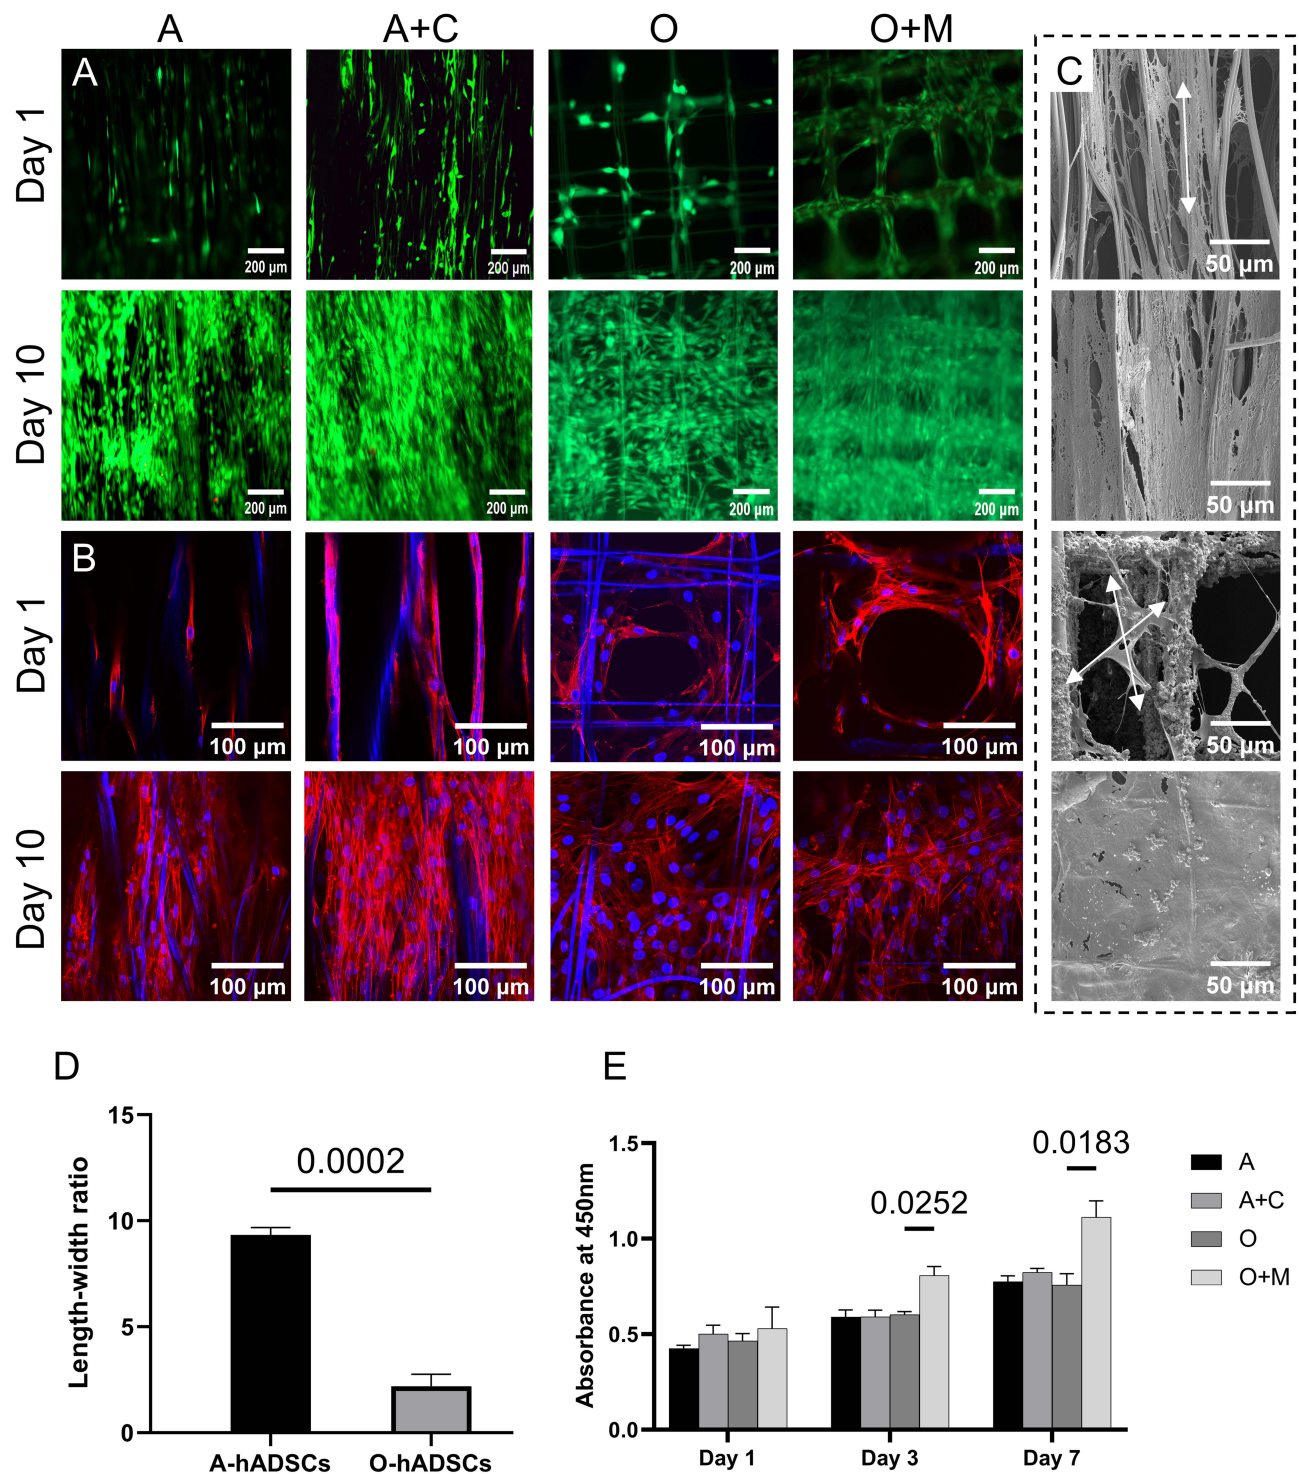 A A+C O O+M
A
C
Day 1
200 µm 200 µm 200 µm 200 µm 50 µm
Day 10
200 µm 200 µm 200 µm 200 µm 50 µm
B
Day 1
100 µm 100 µm 100 µm 100 µm 50 µm
Day 10
100 µm 100 µm 100 µm 100 µm 50 µm
D
Length-width ratio
15
10
5
0
0.0002
A-hADSCs O-hADSCs
E
Absorbance at 450nm
1.5
1.0
0.5
0.0
0.0252
0.0183
Day 1 Day 3 Day 7
A
A+C
O
O+M